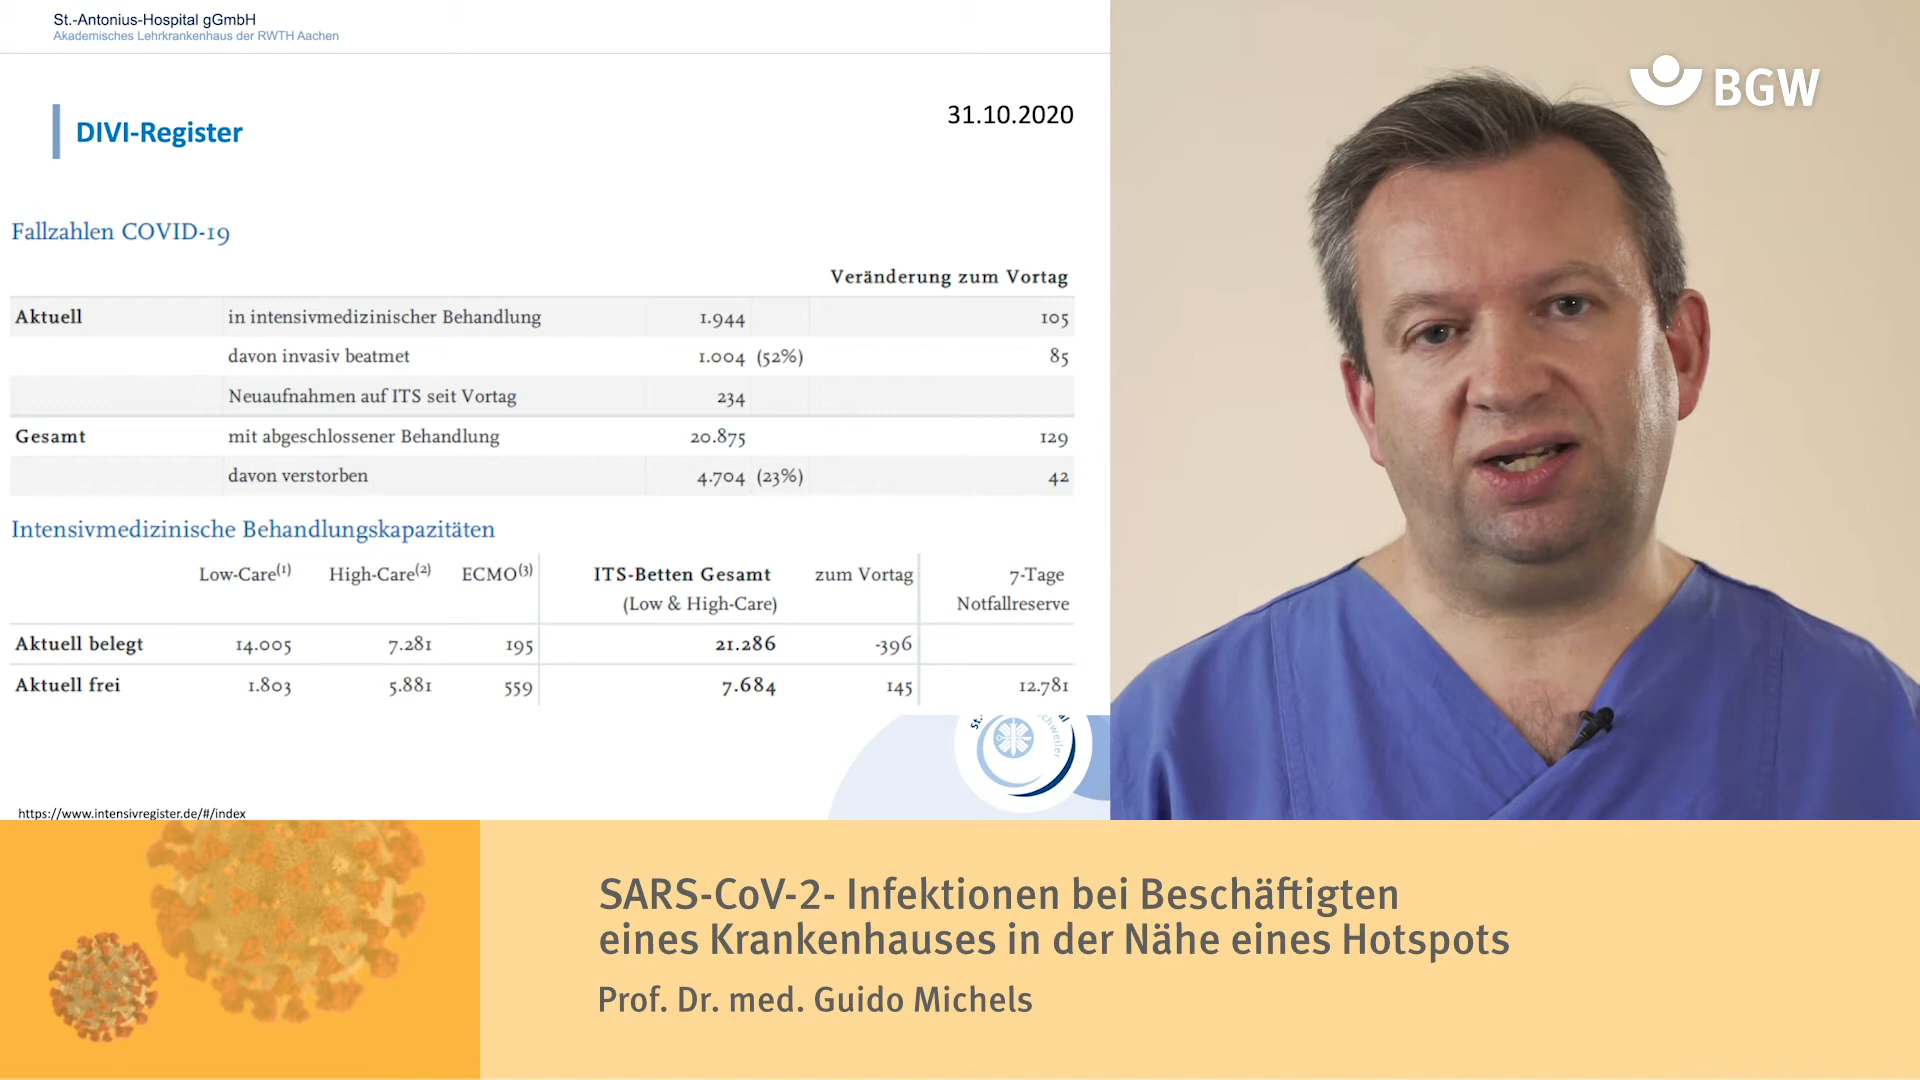 St.-Antonius-Hospital gGmbH
Akademisches Lehrkrankenhaus der RWTH Aachen
DIVI-Register
31.10.2020
BGW
Fallzahlen COVID-19
Veränderung zum Vortag
Aktuell in intensivmedizinischer Behandlung 1.944 105
davon invasiv beatmet 1.004 (52%) 85
Neuaufnahmen auf ITS seit Vortag 234
Gesamt mit abgeschlossener Behandlung 20.875 129
davon verstorben 4.704 (23%) 42
Intensivmedizinische Behandlungskapazitäten
Low-Care(1) High-Care(2) ECMO(3) ITS-Betten Gesamt zum Vortag 7-Tage
(Low & High-Care) Notfallreserve
Aktuell belegt 14.005 7.281 195 21.286 -396
Aktuell frei 1.803 5.881 559 7.684 145 12.781
https://www.intensivregister.de/#/index
SARS-CoV-2- Infektionen bei Beschäftigten
eines Krankenhauses in der Nähe eines Hotspots
Prof. Dr. med. Guido Michels